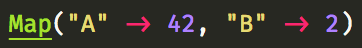 Map("A" → 42, "B" → 2)